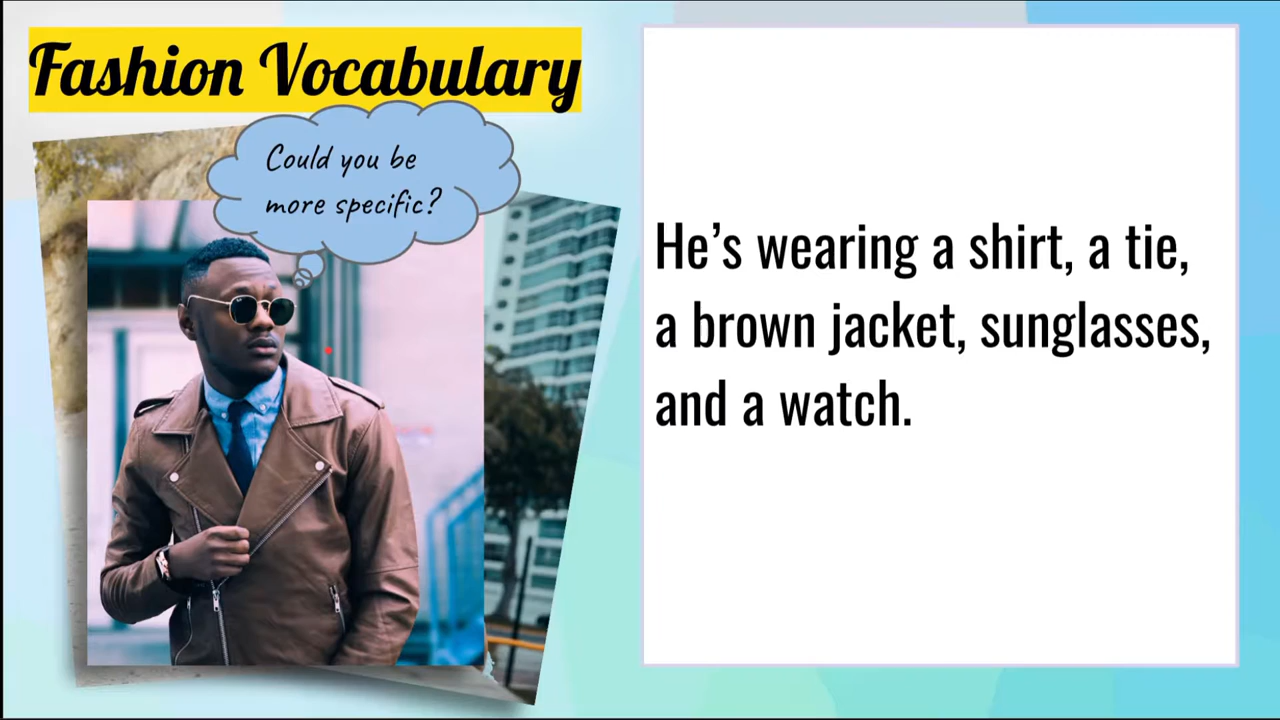 Fashion Vocabulary
Could you be
more specific?
He's wearing a shirt, a tie,
a brown jacket, sunglasses,
and a watch.